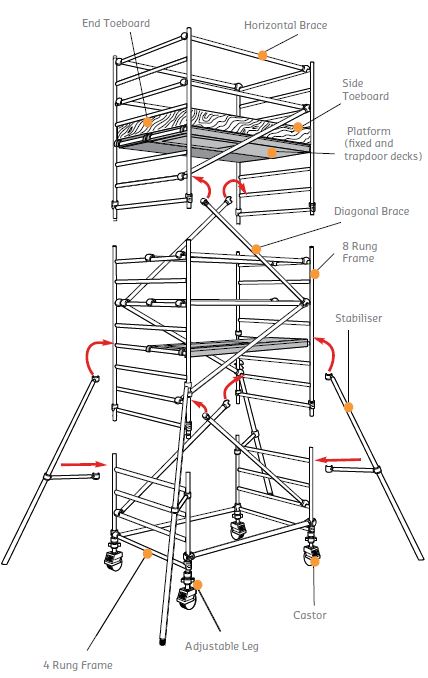 End Toeboard
Horizontal Brace
Side
Toeboard
Platform
(fixed and
trapdoor decks)
Diagonal Brace
8 Rung
Frame
Stabiliser
Castor
Adjustable Leg
4 Rung Frame